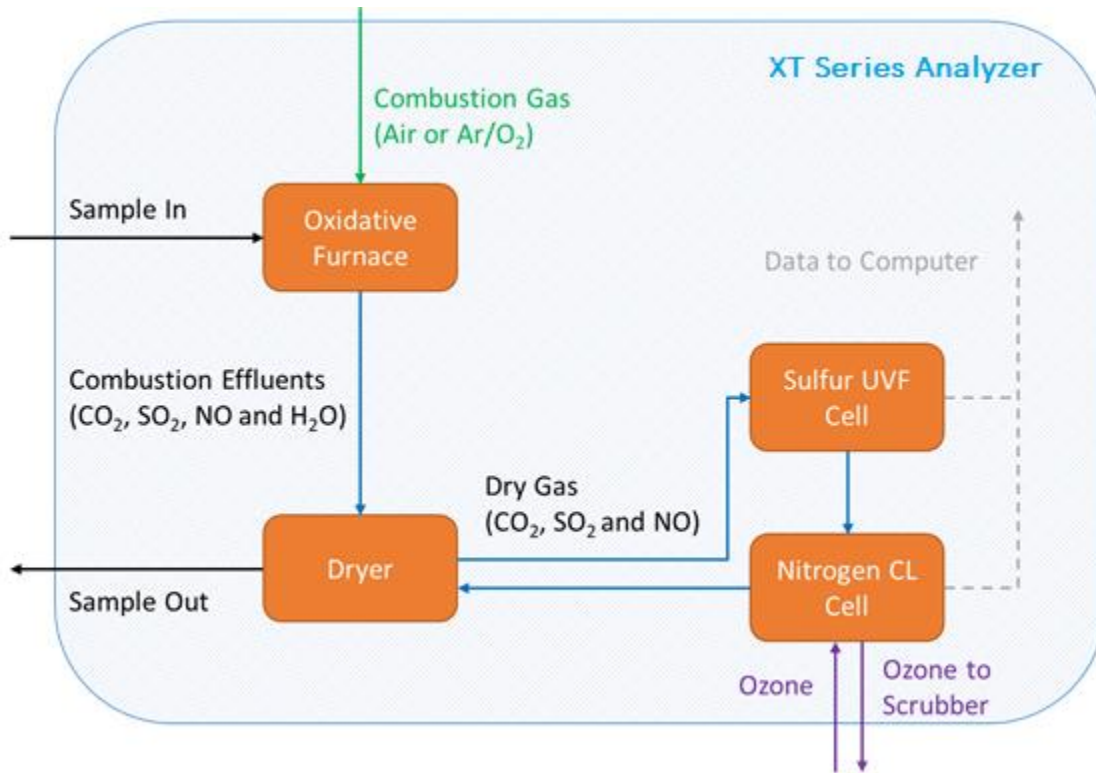 XT Series Analyzer
Combustion Gas
(Air or Ar/O₂)
Sample In
Oxidative
Furnace
Data to Computer
Combustion Effluents
(CO₂, SO₂, NO and H₂O)
Sulfur UVF
Cell
Dry Gas
(CO₂, SO₂ and NO)
Dryer
Nitrogen CL
Cell
Sample Out
Ozone
Ozone to
Scrubber